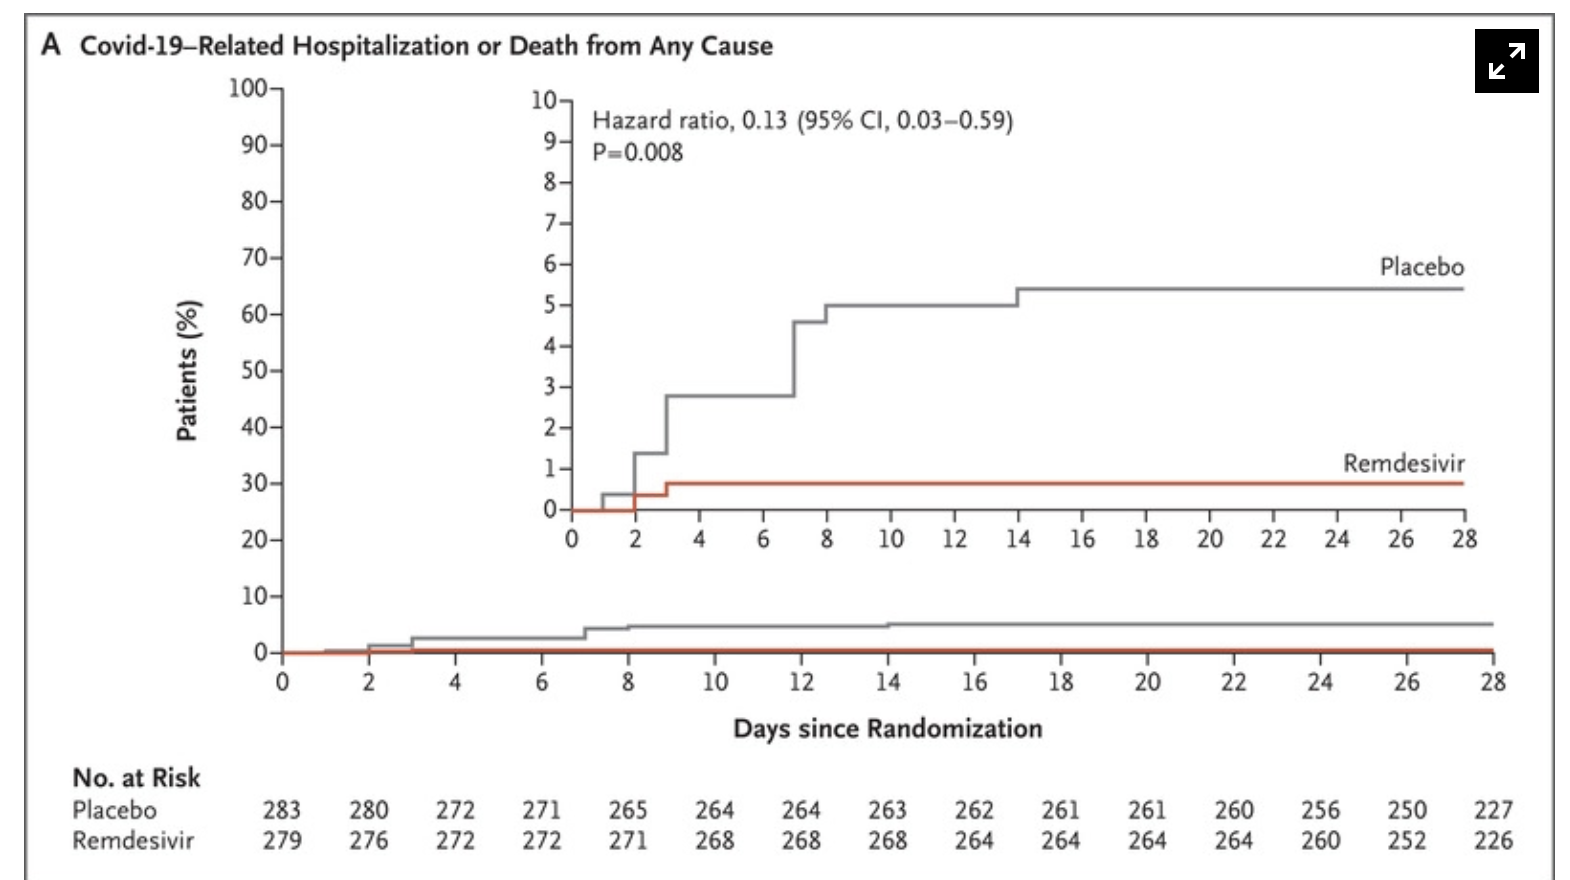 A Covid-19–Related Hospitalization or Death from Any Cause
100
90
80
70
60
50
40
30
20
10
0
Patients (%)
10
9
8
7
6
5
4
3
2
1
0
Hazard ratio, 0.13 (95% CI, 0.03–0.59)
P=0.008
Placebo
Remdesivir
0 2 4 6 8 10 12 14 16 18 20 22 24 26 28
0 2 4 6 8 10 12 14 16 18 20 22 24 26 28
Days since Randomization
No. at Risk
Placebo 283 280 272 271 265 264 264 263 262 261 261 260 256 250 227
Remdesivir 279 276 272 272 271 268 268 268 264 264 264 264 260 252 226